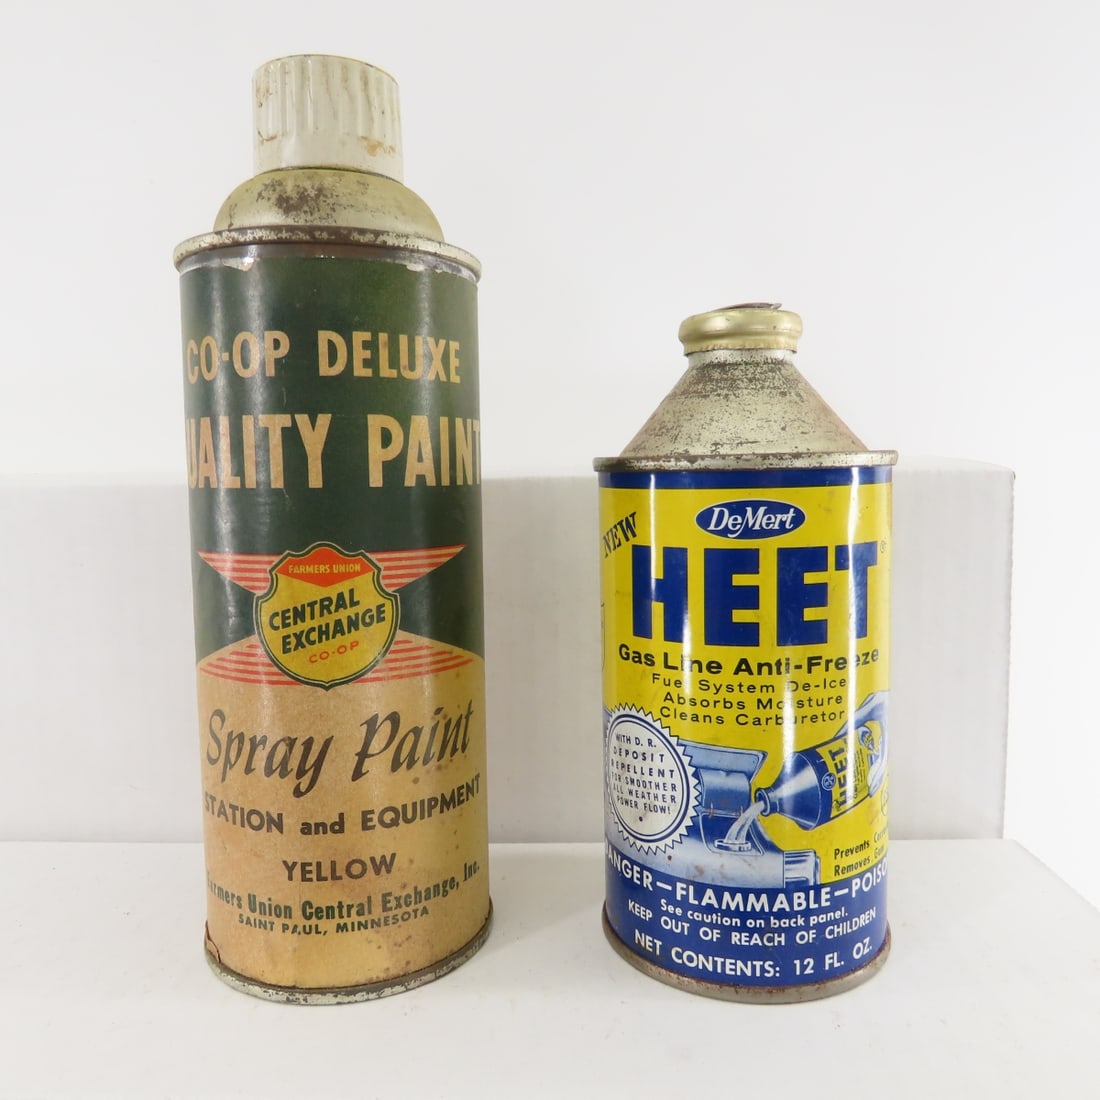 CO-OP DELUXE
UALITY PAINT
FARMERS UNION
CENTRAL
EXCHANGE
CO-OP
Spray Paint
STATION and EQUIPMENT
YELLOW
Farmers Union Central Exchange, Inc.
SAINT PAUL, MINNESOTA
DeMert
NEW
HEET®
Gas Line Anti-Freeze
Fuel System De-Ice
Absorbs Moisture
Cleans Carburetor
WITH D. R.
DEPOSIT
REPELLENT
FOR SMOOTHER
ALL WEATHER
POWER FLOW!
HEET
Prevents
Removes
ANGER—FLAMMABLE—POISO
See caution on back panel.
KEEP OUT OF REACH OF CHILDREN
NET CONTENTS: 12 FL. OZ.